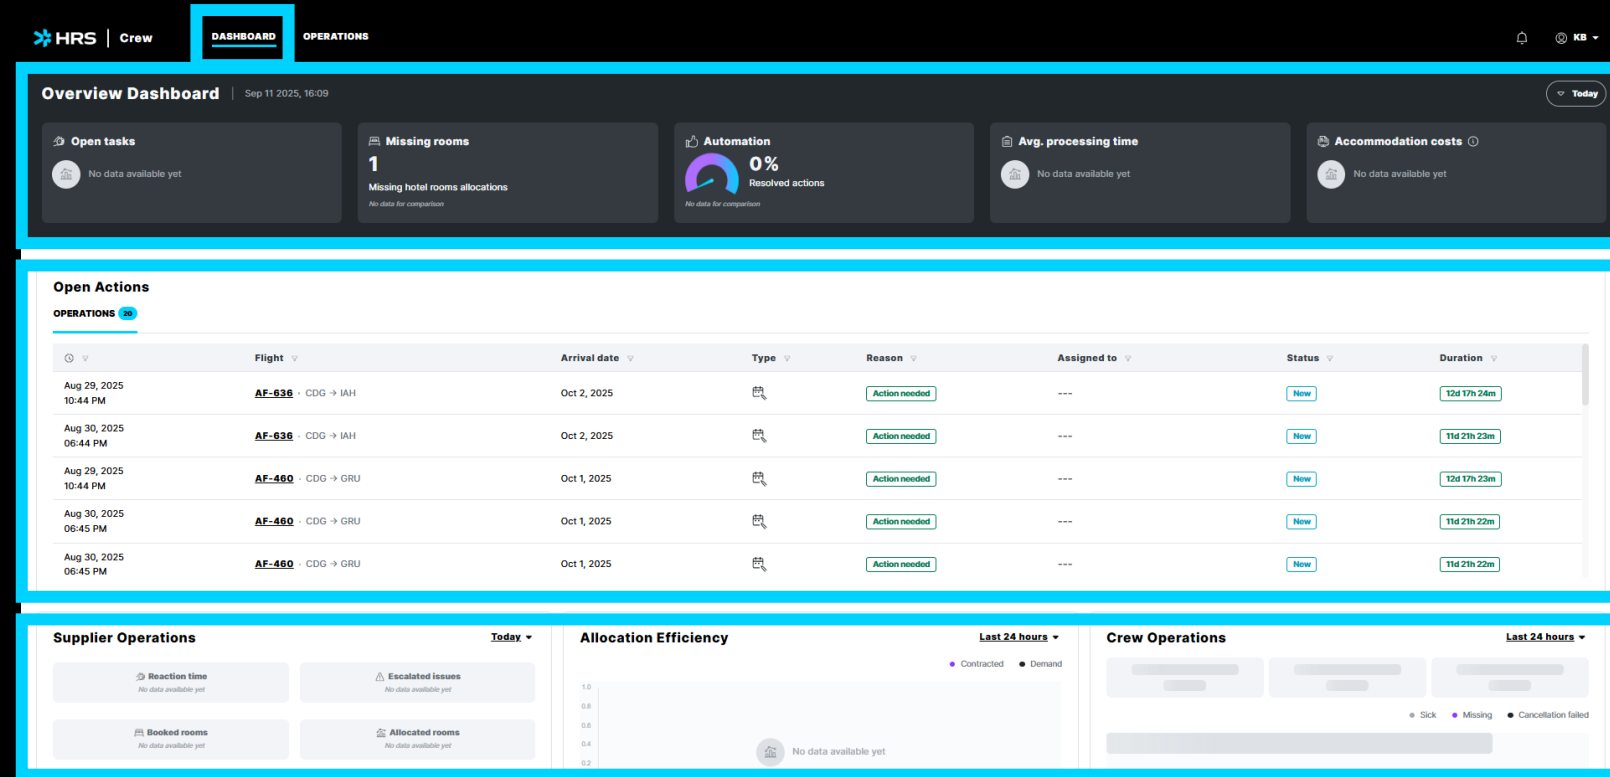 HRS | Crew DASHBOARD OPERATIONS KB
Overview Dashboard | Sep 11 2025, 16:09 Today
Open tasks
No data available yet
Missing rooms
1
Missing hotel rooms allocations
No data for comparison
Automation
0%
Resolved actions
No data for comparison
Avg. processing time
No data available yet
Accommodation costs
No data available yet
Open Actions
OPERATIONS 20
Flight Arrival date Type Reason Assigned to Status Duration
Aug 29, 2025
10:44 PM
AF-636 · CDG → IAH Oct 2, 2025 Action needed --- New 12d 17h 24m
Aug 30, 2025
06:44 PM
AF-636 · CDG → IAH Oct 2, 2025 Action needed --- New 11d 21h 23m
Aug 29, 2025
10:44 PM
AF-460 · CDG → GRU Oct 1, 2025 Action needed --- New 12d 17h 23m
Aug 30, 2025
06:45 PM
AF-460 · CDG → GRU Oct 1, 2025 Action needed --- New 11d 21h 22m
Aug 30, 2025
06:45 PM
AF-460 · CDG → GRU Oct 1, 2025 Action needed --- New 11d 21h 22m
Supplier Operations Today
Reaction time
No data available yet
Escalated issues
No data available yet
Booked rooms
No data available yet
Allocated rooms
No data available yet
Allocation Efficiency Last 24 hours
Contracted Demand
1.0
0.8
0.6
0.4
0.2
No data available yet
Crew Operations Last 24 hours
Sick Missing Cancellation failed